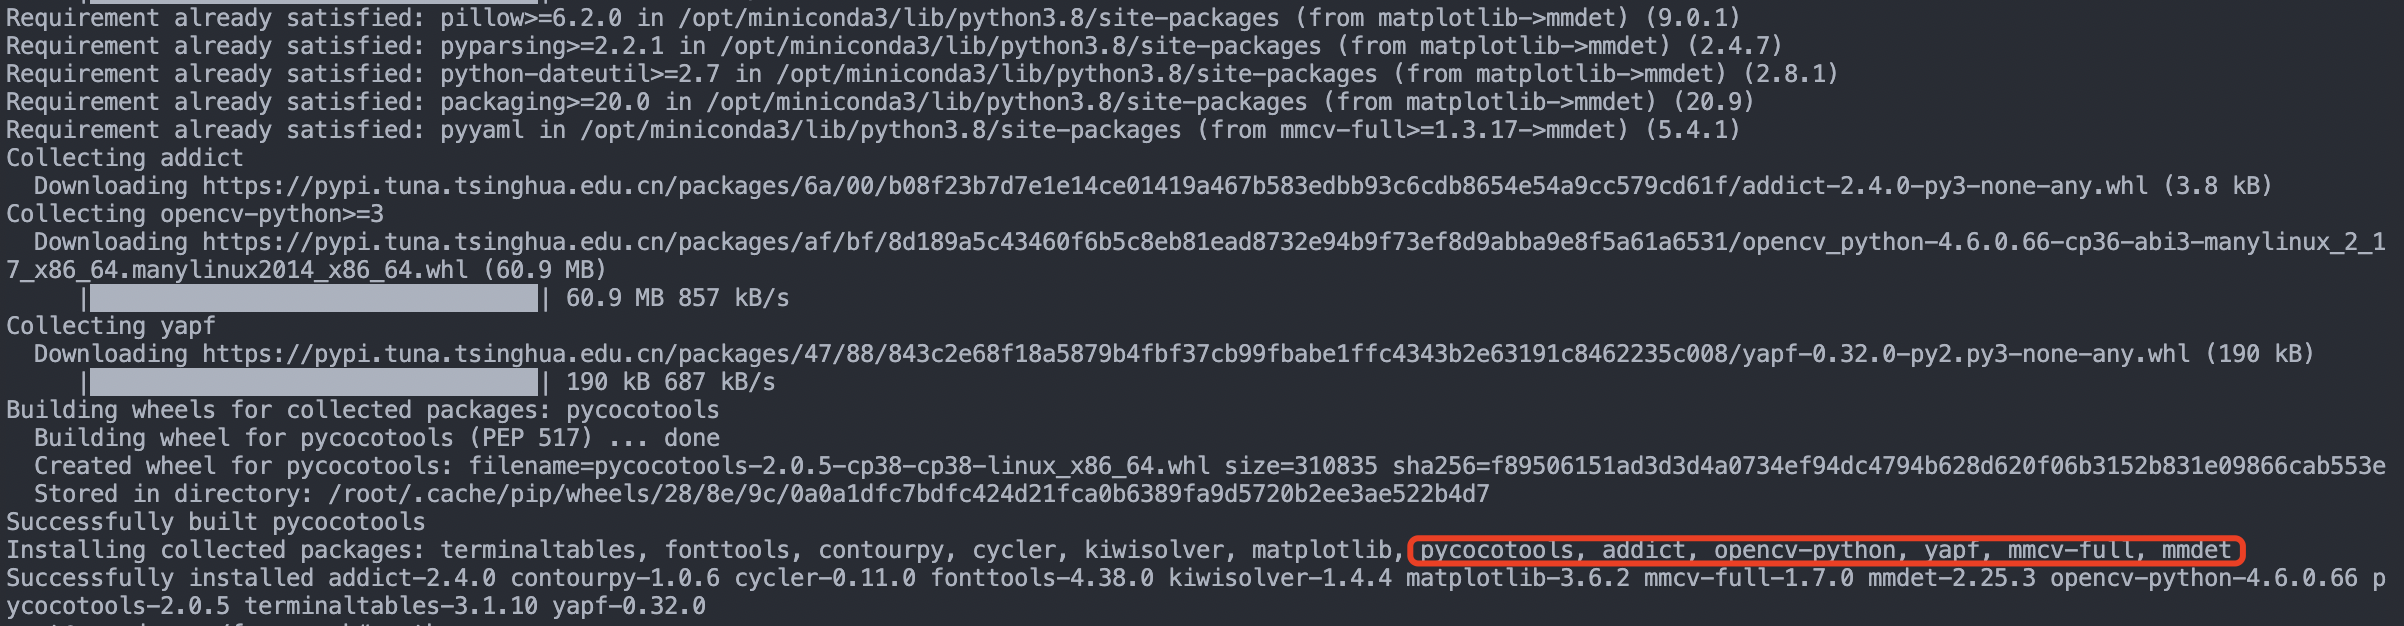 Requirement already satisfied: pillow>=6.2.0 in /opt/miniconda3/lib/python3.8/site-packages (from matplotlib->mmdet) (9.0.1)
Requirement already satisfied: pyparsing>=2.2.1 in /opt/miniconda3/lib/python3.8/site-packages (from matplotlib->mmdet) (2.4.7)
Requirement already satisfied: python-dateutil>=2.7 in /opt/miniconda3/lib/python3.8/site-packages (from matplotlib->mmdet) (2.8.1)
Requirement already satisfied: packaging>=20.0 in /opt/miniconda3/lib/python3.8/site-packages (from matplotlib->mmdet) (20.9)
Requirement already satisfied: pyyaml in /opt/miniconda3/lib/python3.8/site-packages (from mmcv-full>=1.3.17->mmdet) (5.4.1)
Collecting addict
  Downloading https://pypi.tuna.tsinghua.edu.cn/packages/6a/00/b08f23b7d7e1e14ce01419a467b583edbb93c6cdb8654e54a9cc579cd61f/addict-2.4.0-py3-none-any.whl (3.8 kB)
Collecting opencv-python>=3
  Downloading https://pypi.tuna.tsinghua.edu.cn/packages/af/bf/8d189a5c43460f6b5c8eb81ead8732e94b9f73ef8d9abba9e8f5a61a6531/opencv_python-4.6.0.66-cp36-abi3-manylinux_2_1
7_x86_64.manylinux2014_x86_64.whl (60.9 MB)
     | | 60.9 MB 857 kB/s
Collecting yapf
  Downloading https://pypi.tuna.tsinghua.edu.cn/packages/47/88/843c2e68f18a5879b4fbf37cb99fbabe1ffc4343b2e63191c8462235c008/yapf-0.32.0-py2.py3-none-any.whl (190 kB)
     | | 190 kB 687 kB/s
Building wheels for collected packages: pycocotools
  Building wheel for pycocotools (PEP 517) ... done
  Created wheel for pycocotools: filename=pycocotools-2.0.5-cp38-cp38-linux_x86_64.whl size=310835 sha256=f89506151ad3d3d4a0734ef94dc4794b628d620f06b3152b831e09866cab553e
  Stored in directory: /root/.cache/pip/wheels/28/8e/9c/0a0a1dfc7bdfc424d21fca0b6389fa9d5720b2ee3ae522b4d7
Successfully built pycocotools
Installing collected packages: terminaltables, fonttools, contourpy, cycler, kiwisolver, matplotlib, pycocotools, addict, opencv-python, yapf, mmcv-full, mmdet
Successfully installed addict-2.4.0 contourpy-1.0.6 cycler-0.11.0 fonttools-4.38.0 kiwisolver-1.4.4 matplotlib-3.6.2 mmcv-full-1.7.0 mmdet-2.25.3 opencv-python-4.6.0.66 p
ycocotools-2.0.5 terminaltables-3.1.10 yapf-0.32.0